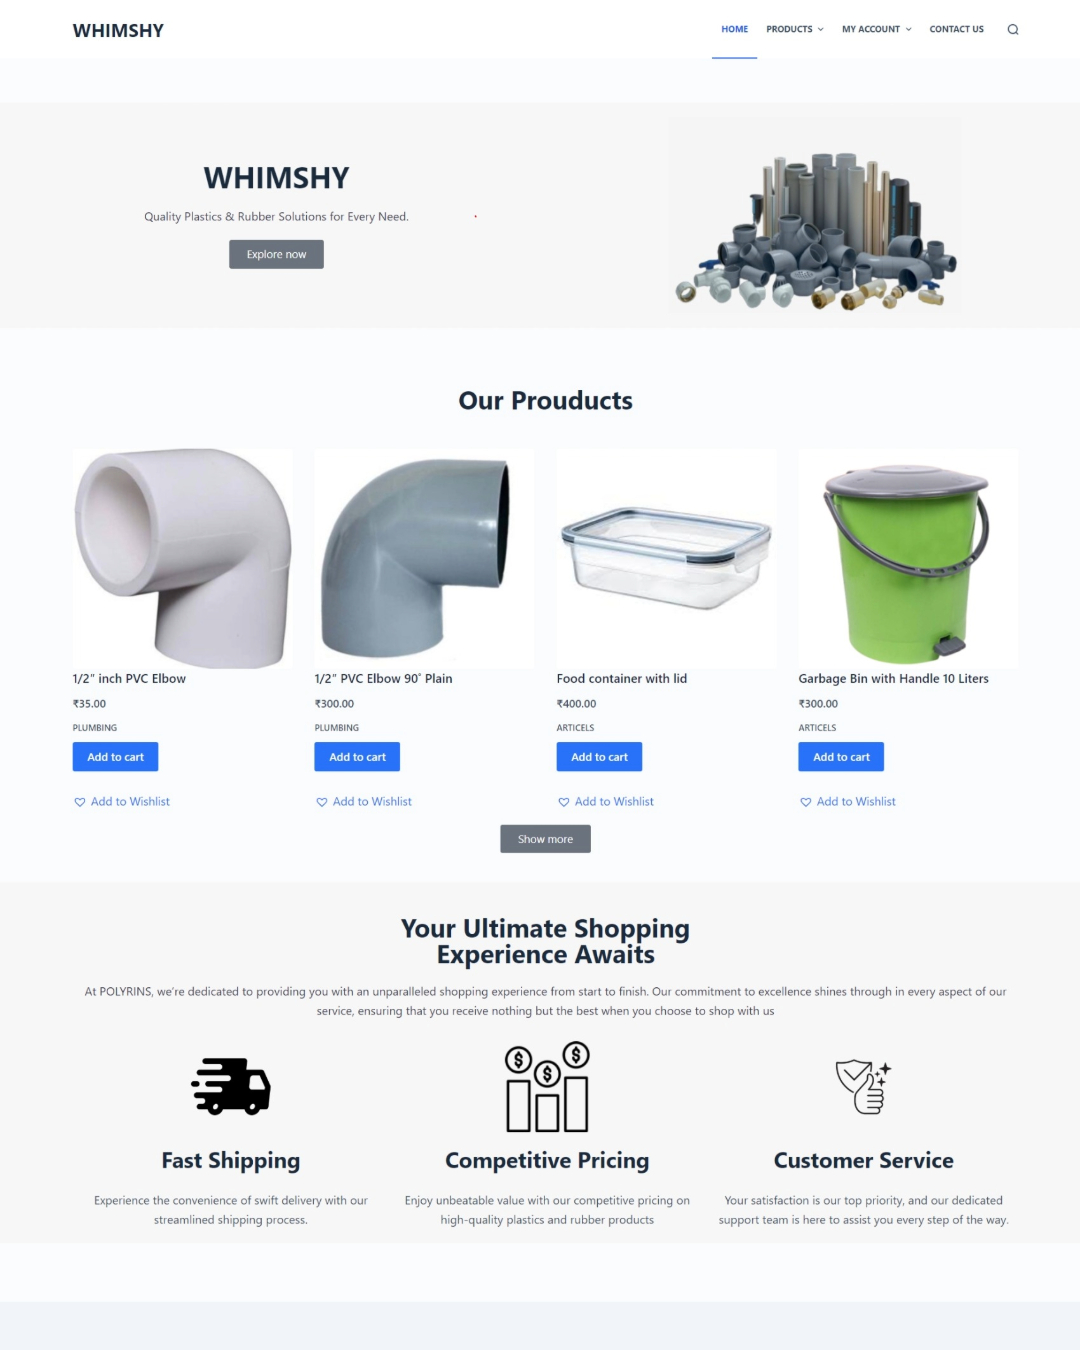 WHIMSHY
HOME PRODUCTS MY ACCOUNT CONTACT US
WHIMSHY
Quality Plastics & Rubber Solutions for Every Need.
Explore now
Our Prouducts
1/2″ inch PVC Elbow
₹35.00
PLUMBING
Add to cart
Add to Wishlist
1/2″ PVC Elbow 90˚ Plain
₹300.00
PLUMBING
Add to cart
Add to Wishlist
Food container with lid
₹400.00
ARTICELS
Add to cart
Add to Wishlist
Garbage Bin with Handle 10 Liters
₹300.00
ARTICELS
Add to cart
Add to Wishlist
Show more
Your Ultimate Shopping
Experience Awaits
At POLYRINS, we're dedicated to providing you with an unparalleled shopping experience from start to finish. Our commitment to excellence shines through in every aspect of our
service, ensuring that you receive nothing but the best when you choose to shop with us
Fast Shipping
Experience the convenience of swift delivery with our
streamlined shipping process.
Competitive Pricing
Enjoy unbeatable value with our competitive pricing on
high-quality plastics and rubber products
Customer Service
Your satisfaction is our top priority, and our dedicated
support team is here to assist you every step of the way.